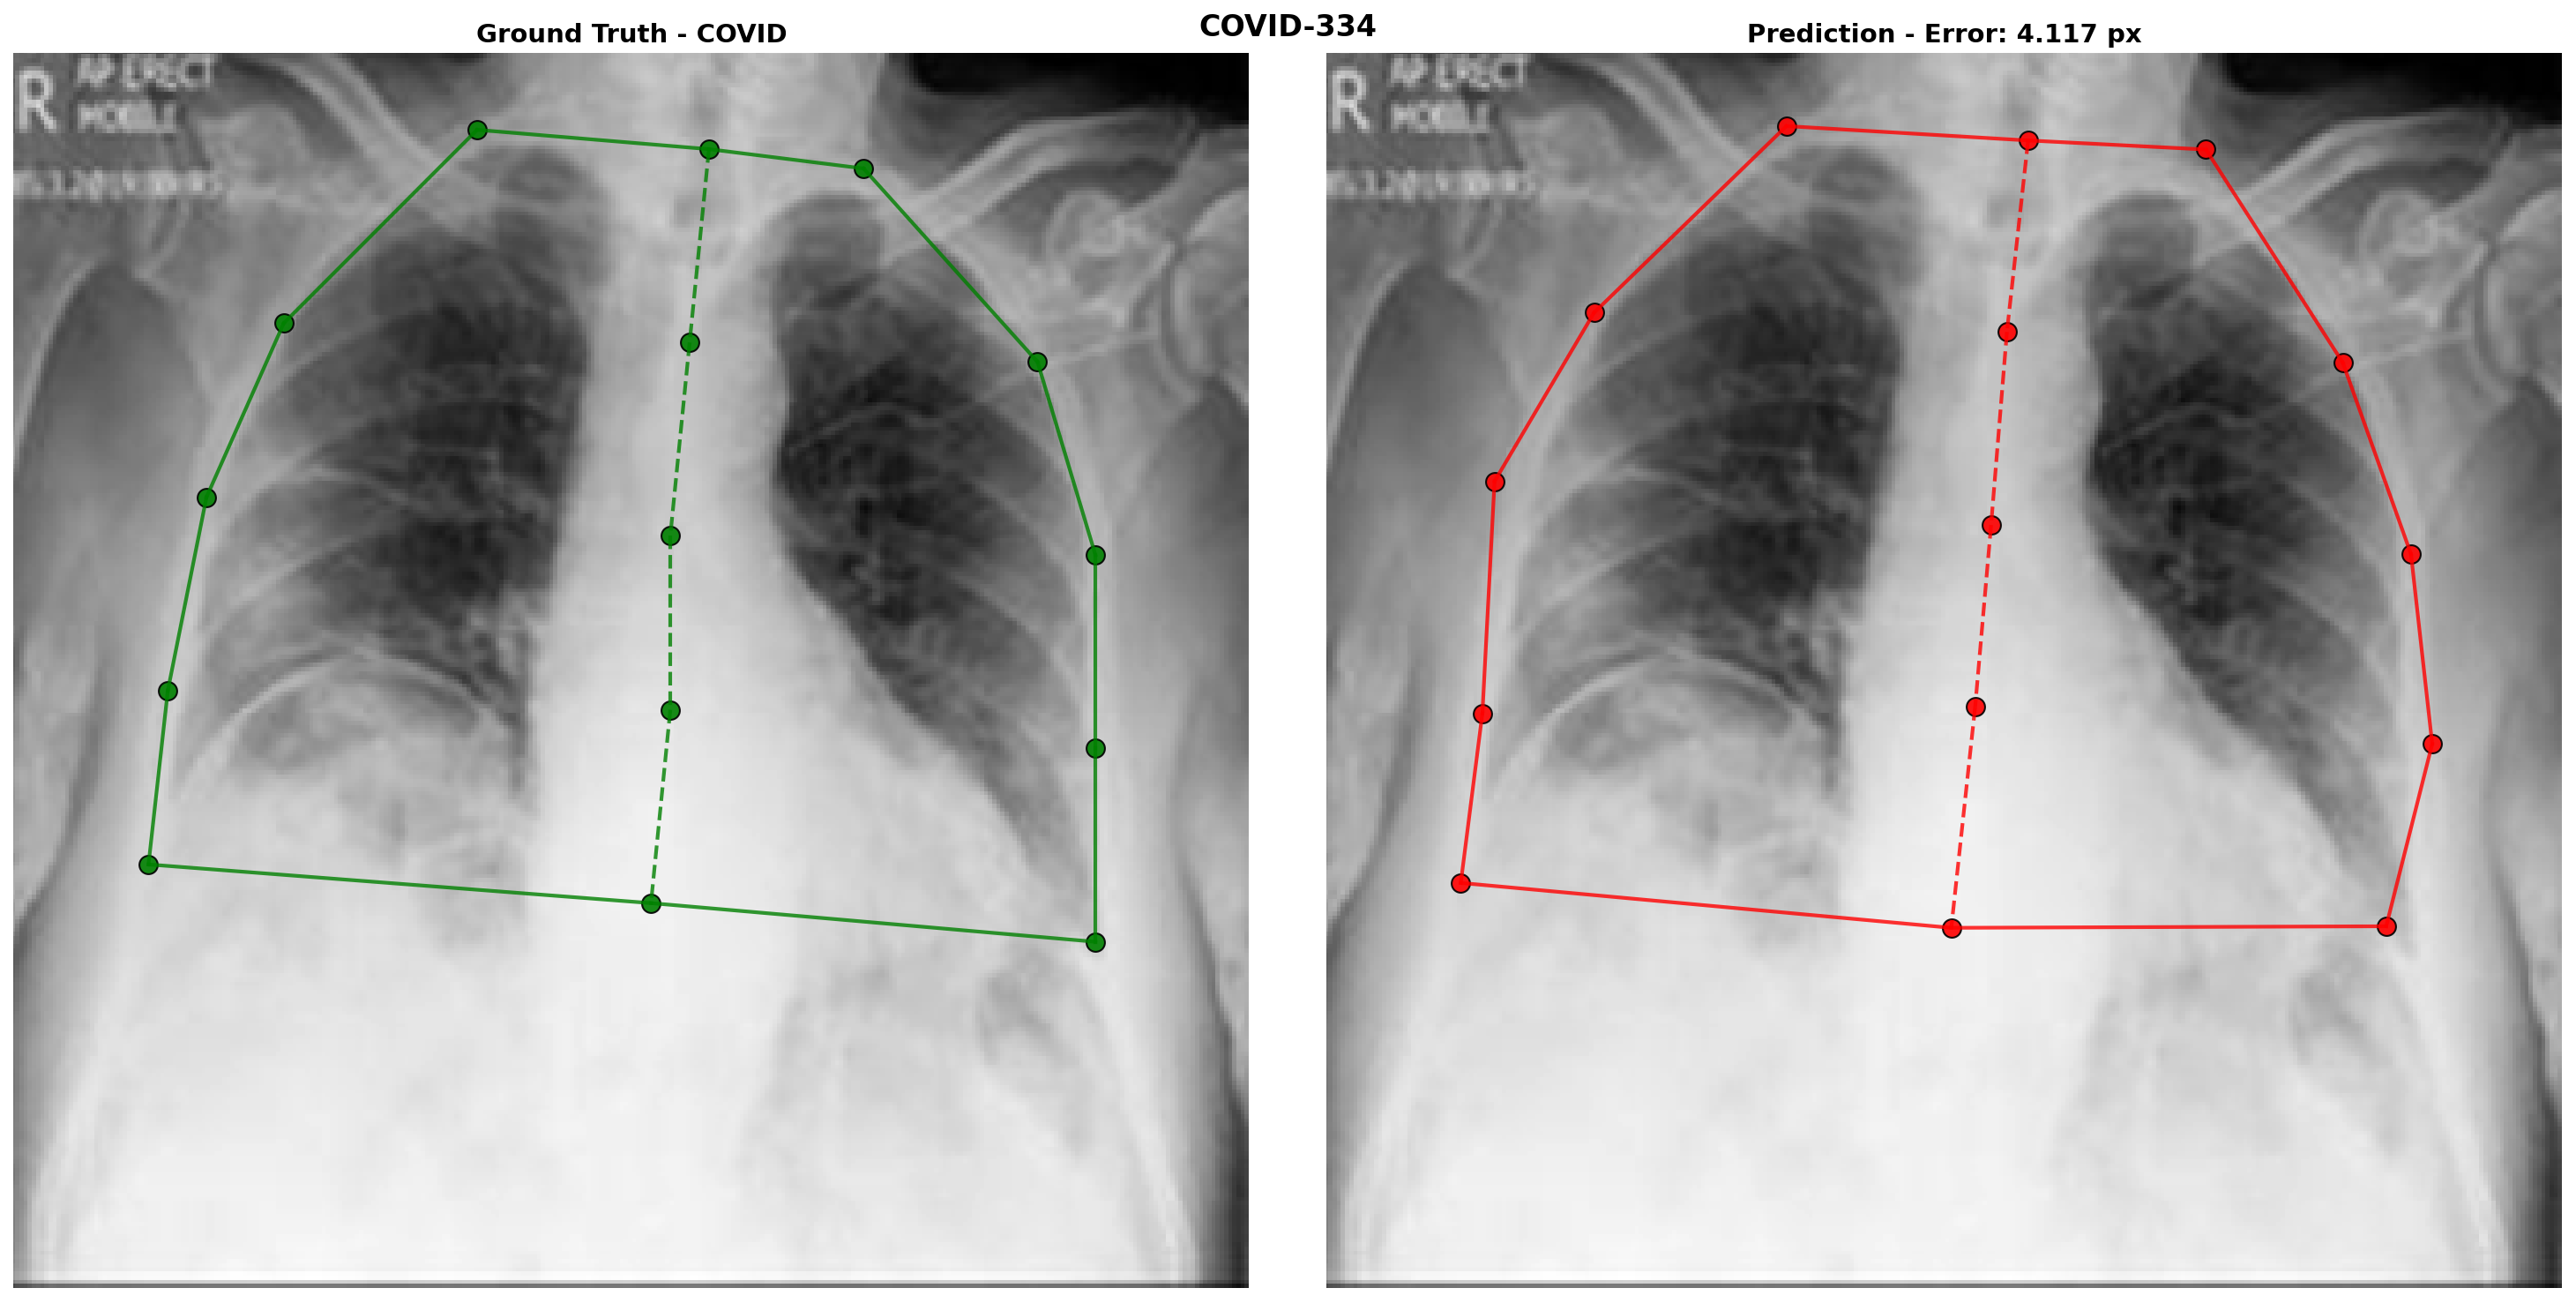 COVID-334
Ground Truth - COVID
Prediction - Error: 4.117 px
R
AP ERECT
MOBILE
R
AP ERECT
MOBILE